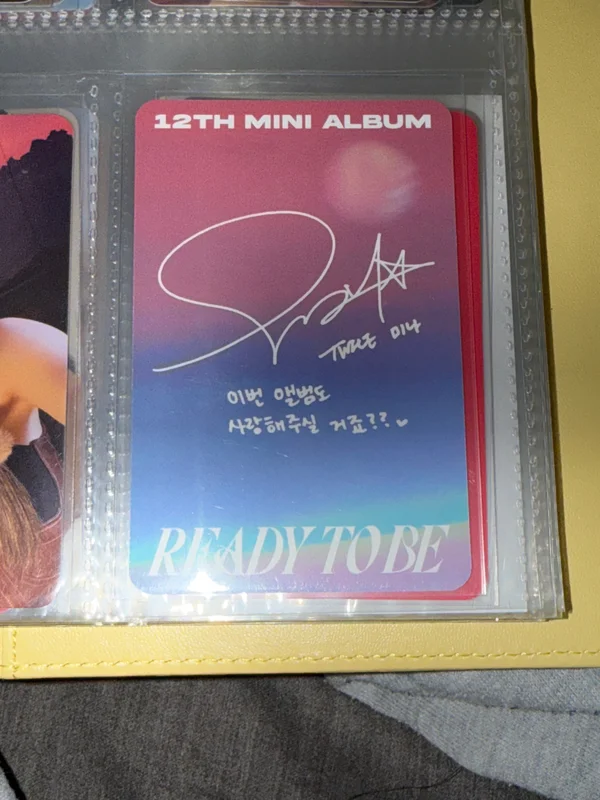 12TH MINI ALBUM
TWICE 미나
이번 앨범도
사랑해주실 거죠?? ♥
READY TO BE